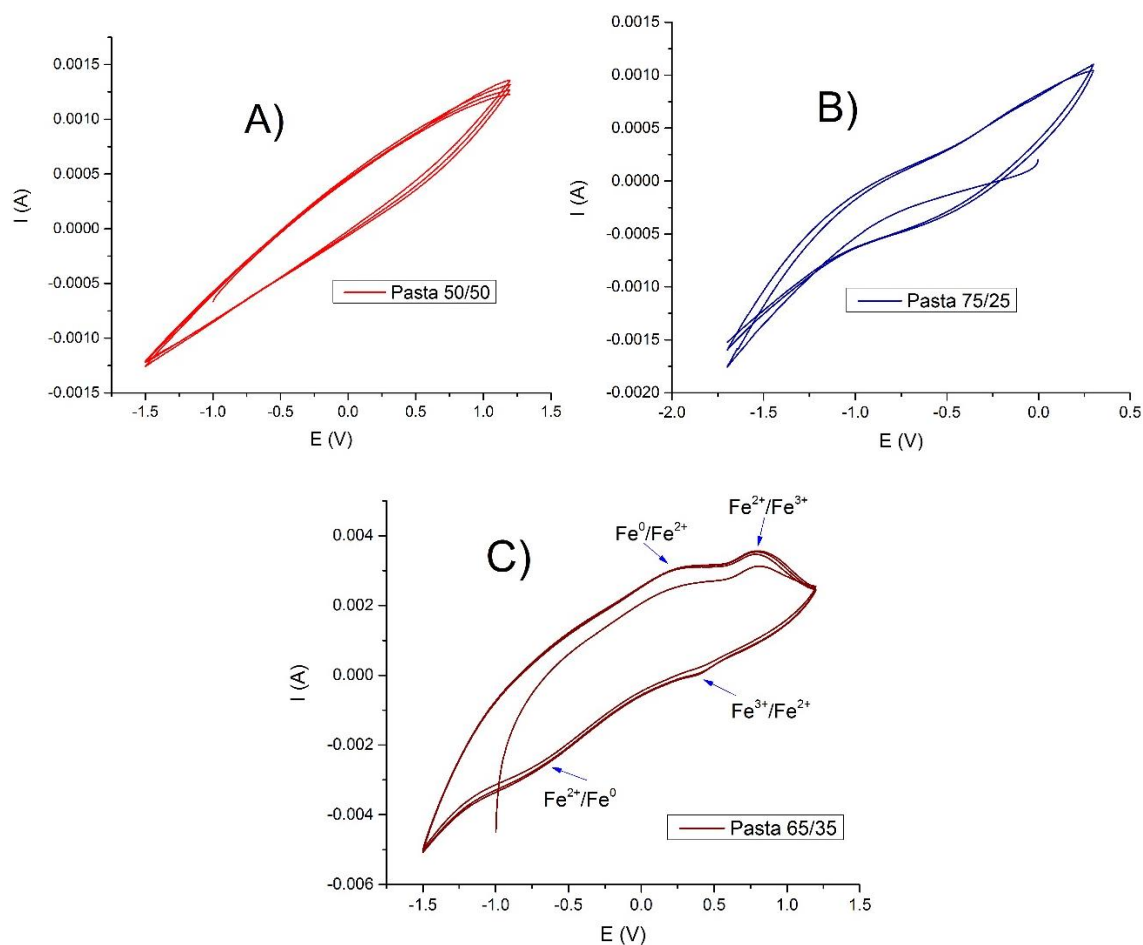 A)
0.0015
0.0010
0.0005
0.0000
-0.0005
-0.0010
-0.0015
I (A)
Pasta 50/50
-1.5 -1.0 -0.5 0.0 0.5 1.0 1.5
E (V)
B)
0.0015
0.0010
0.0005
0.0000
-0.0005
-0.0010
-0.0015
-0.0020
I (A)
Pasta 75/25
-2.0 -1.5 -1.0 -0.5 0.0 0.5
E (V)
C)
Fe²⁺/Fe³⁺
Fe⁰/Fe²⁺
0.004
0.002
0.000
-0.002
-0.004
-0.006
I (A)
Fe³⁺/Fe²⁺
Fe²⁺/Fe⁰
Pasta 65/35
-1.5 -1.0 -0.5 0.0 0.5 1.0 1.5
E (V)